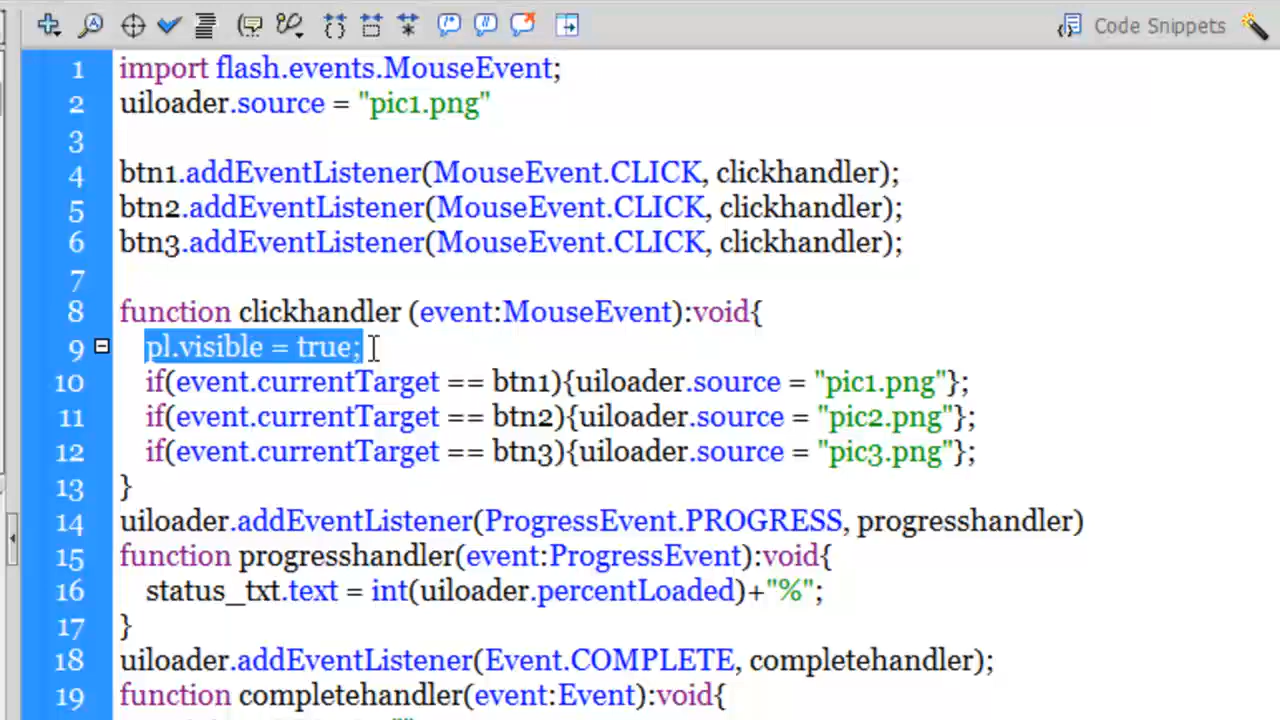 Code Snippets
1 import flash.events.MouseEvent;
2 uiloader.source = "pic1.png"
3
4 btn1.addEventListener(MouseEvent.CLICK, clickhandler);
5 btn2.addEventListener(MouseEvent.CLICK, clickhandler);
6 btn3.addEventListener(MouseEvent.CLICK, clickhandler);
7
8 function clickhandler (event:MouseEvent):void{
9 pl.visible = true;
10 if(event.currentTarget == btn1){uiloader.source = "pic1.png"};
11 if(event.currentTarget == btn2){uiloader.source = "pic2.png"};
12 if(event.currentTarget == btn3){uiloader.source = "pic3.png"};
13 }
14 uiloader.addEventListener(ProgressEvent.PROGRESS, progresshandler)
15 function progresshandler(event:ProgressEvent):void{
16 status_txt.text = int(uiloader.percentLoaded)+"%";
17 }
18 uiloader.addEventListener(Event.COMPLETE, completehandler);
19 function completehandler(event:Event):void{